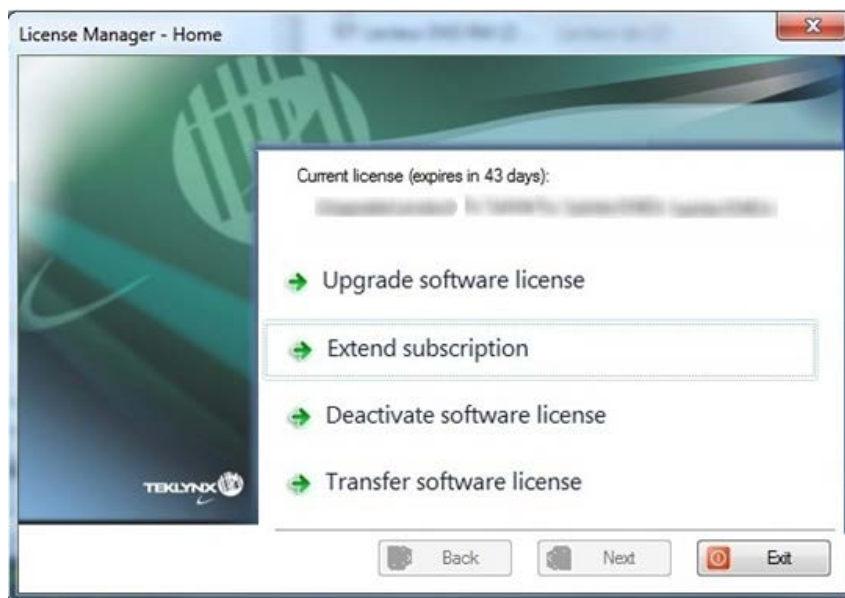 License Manager - Home
Current license (expires in 43 days):
Upgrade software license
Extend subscription
Deactivate software license
Transfer software license
TEKLYNX
Back
Next
Exit